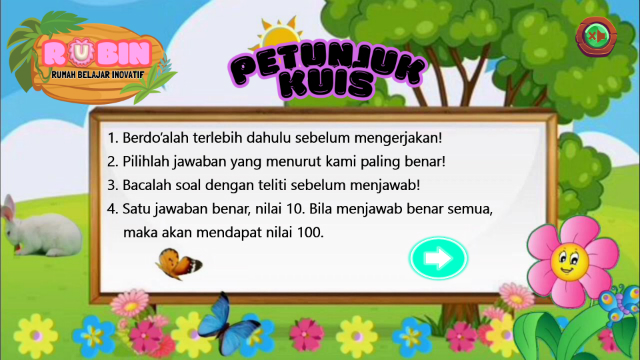 RUBIN
RUMAH BELAJAR INOVATIF
PETUNJUK
KUIS
1. Berdo'alah terlebih dahulu sebelum mengerjakan!
2. Pilihlah jawaban yang menurut kami paling benar!
3. Bacalah soal dengan teliti sebelum menjawab!
4. Satu jawaban benar, nilai 10. Bila menjawab benar semua,
maka akan mendapat nilai 100.